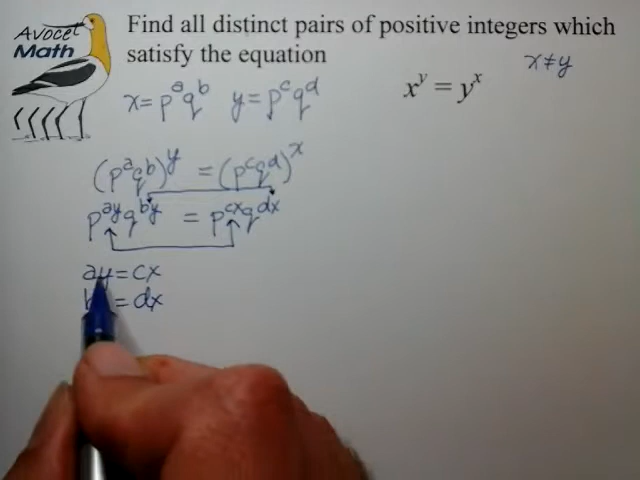 Avocet
Math
Find all distinct pairs of positive integers which
satisfy the equation
x≠y
x=p^a q^b y=p^c q^d
x^y = y^x
(p^a q^b)^y = (p^c q^d)^x
p^{ay} q^{by} = p^{cx} q^{dx}
ay=cx
b = dx